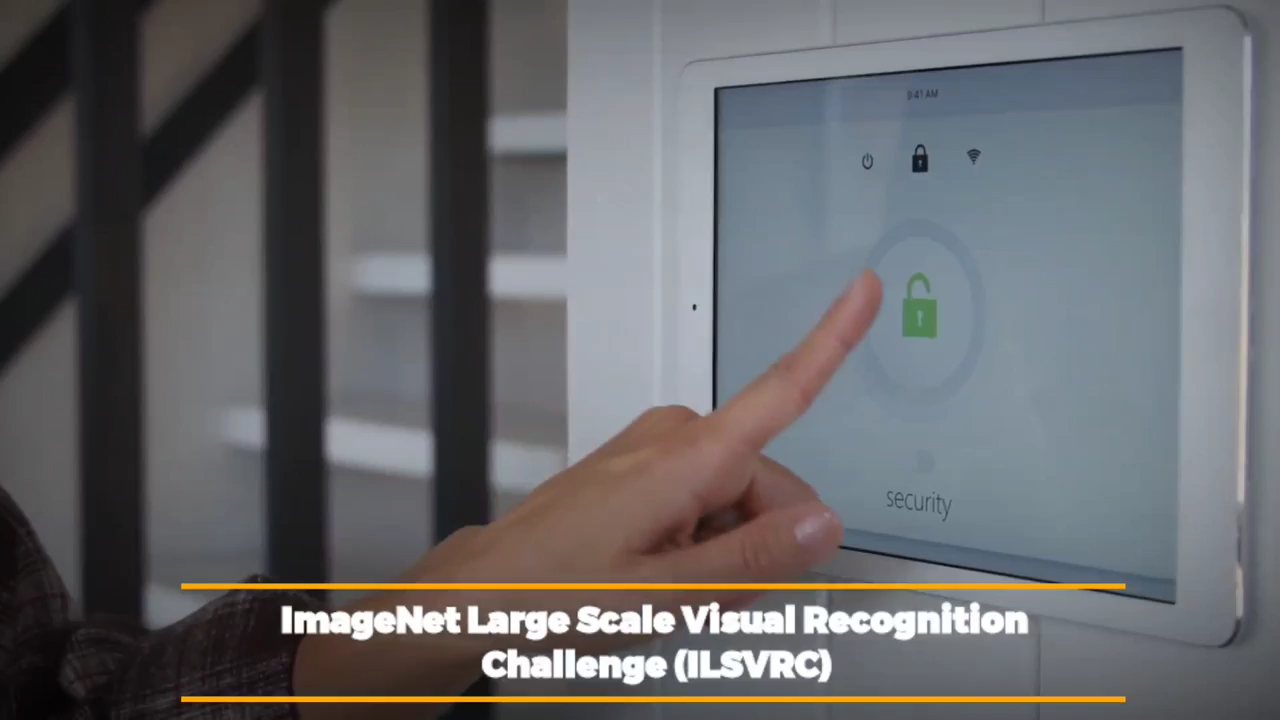 9:41 AM
security
ImageNet Large Scale Visual Recognition
Challenge (ILSVRC)